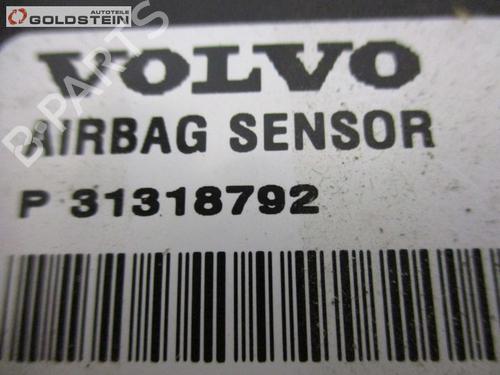 AUTOTEILE
GOLDSTEIN
B-PARTS
VOLVO
AIRBAG SENSOR
P 31318792